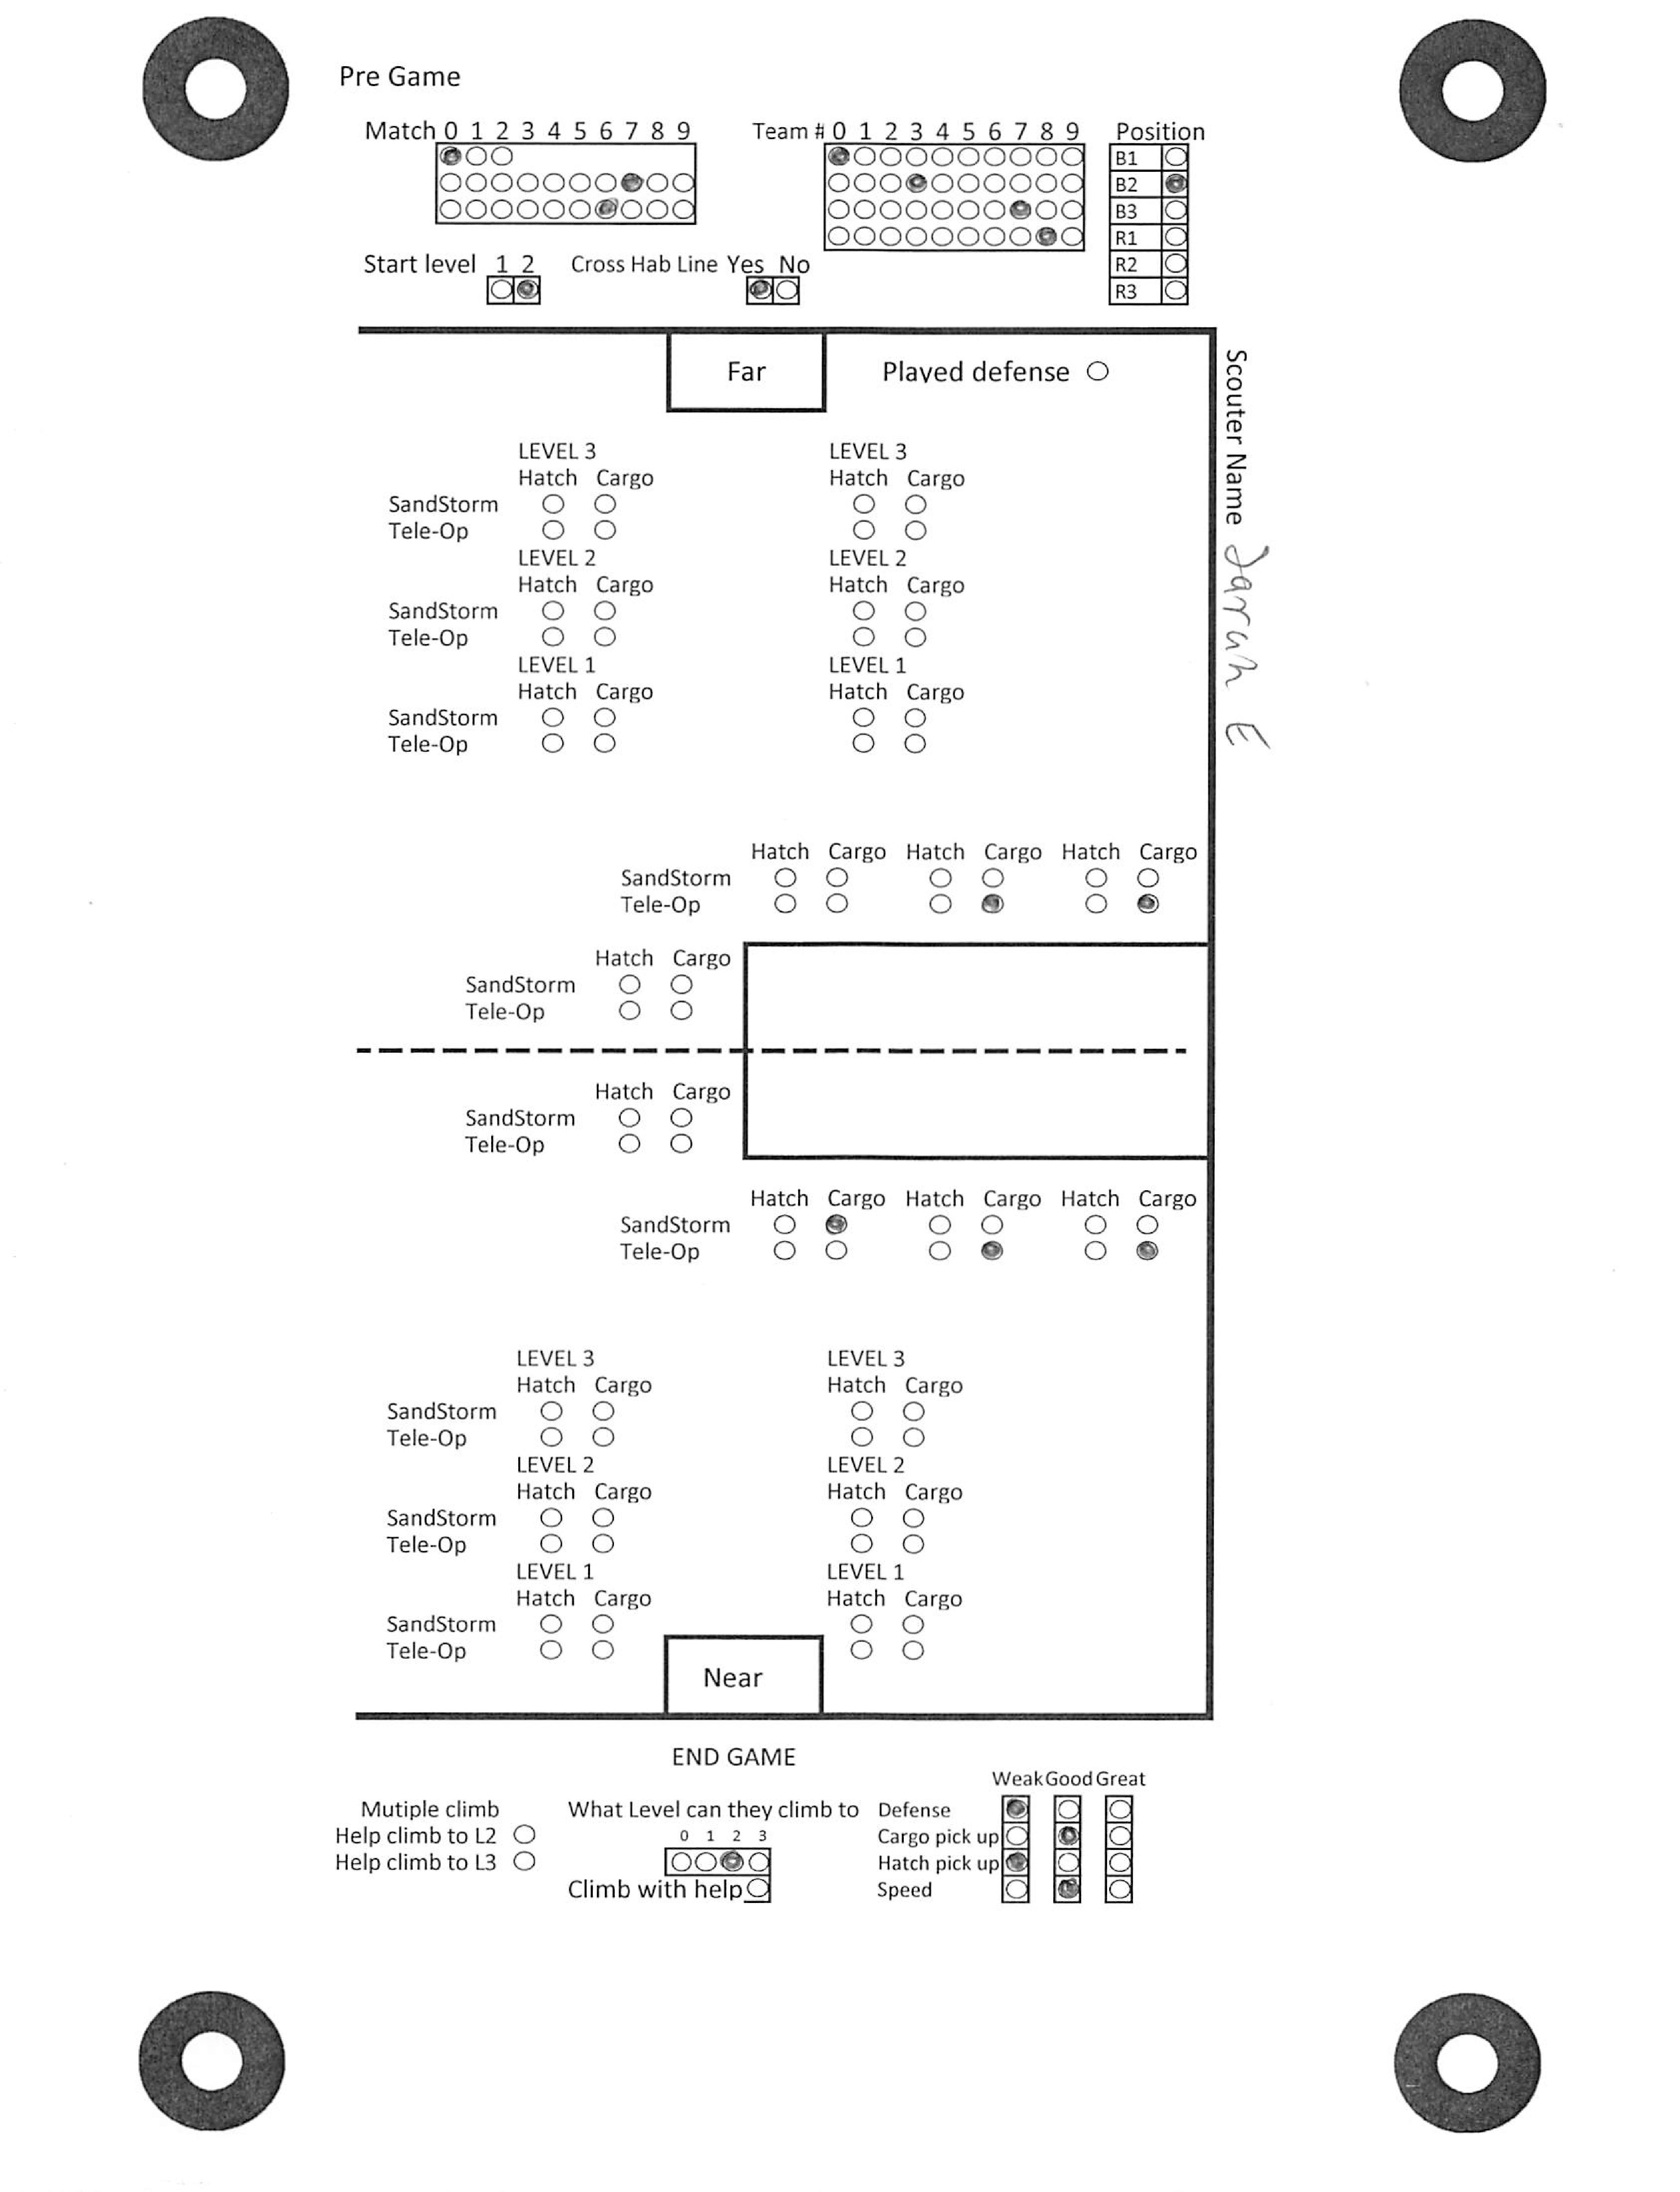 Pre Game
Match 0 1 2 3 4 5 6 7 8 9
Team # 0 1 2 3 4 5 6 7 8 9
Position
B1
B2
B3
R1
R2
R3
Start level 1 2
Cross Hab Line Yes No
Far
Played defense
Scouter Name Jarrah E
LEVEL 3 LEVEL 3
Hatch Cargo Hatch Cargo
SandStorm
Tele-Op
LEVEL 2 LEVEL 2
Hatch Cargo Hatch Cargo
SandStorm
Tele-Op
LEVEL 1 LEVEL 1
Hatch Cargo Hatch Cargo
SandStorm
Tele-Op
Hatch Cargo Hatch Cargo Hatch Cargo
SandStorm
Tele-Op
Hatch Cargo
SandStorm
Tele-Op
Hatch Cargo
SandStorm
Tele-Op
Hatch Cargo Hatch Cargo Hatch Cargo
SandStorm
Tele-Op
LEVEL 3 LEVEL 3
Hatch Cargo Hatch Cargo
SandStorm
Tele-Op
LEVEL 2 LEVEL 2
Hatch Cargo Hatch Cargo
SandStorm
Tele-Op
LEVEL 1 LEVEL 1
Hatch Cargo Hatch Cargo
SandStorm
Tele-Op
Near
END GAME
Mutiple climb
Help climb to L2
Help climb to L3
What Level can they climb to
0 1 2 3
Climb with help
Weak Good Great
Defense
Cargo pick up
Hatch pick up
Speed